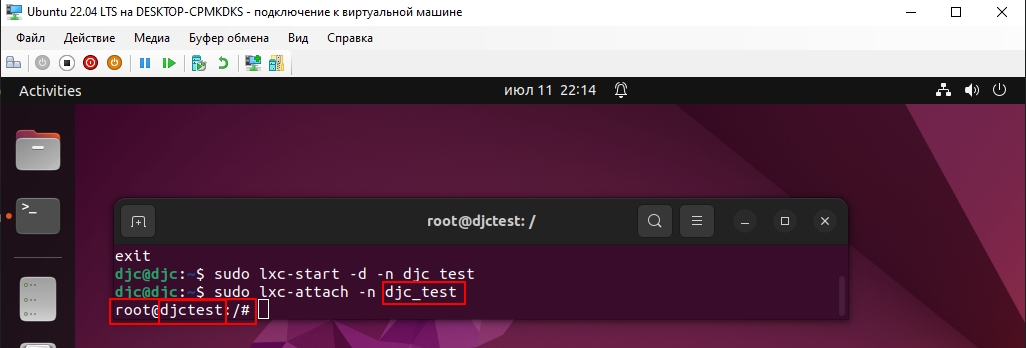 Ubuntu 22.04 LTS на DESKTOP-CPMKDKS - подключение к виртуальной машине
Файл Действие Медиа Буфер обмена Вид Справка
Activities июл 11 22:14
root@djctest: /
exit
djc@djc:~$ sudo lxc-start -d -n djc_test
djc@djc:~$ sudo lxc-attach -n djc_test
root@djctest:/#